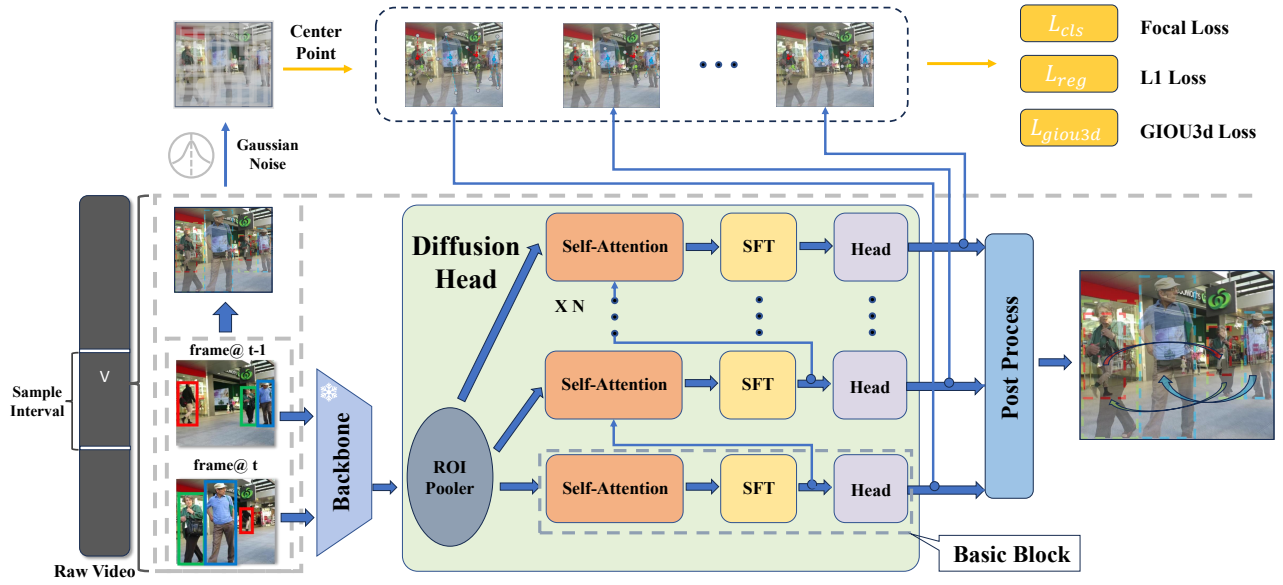 Center
Point
L_cls
Focal Loss
L_reg
L1 Loss
L_giou3d
GIOU3d Loss
Gaussian
Noise
Diffusion
Head
Self-Attention
SFT
Head
X N
Self-Attention
SFT
Head
ROI
Pooler
Self-Attention
SFT
Head
Basic Block
Post Process
frame@ t-1
frame@ t
Backbone
V
Sample
Interval
Raw Video